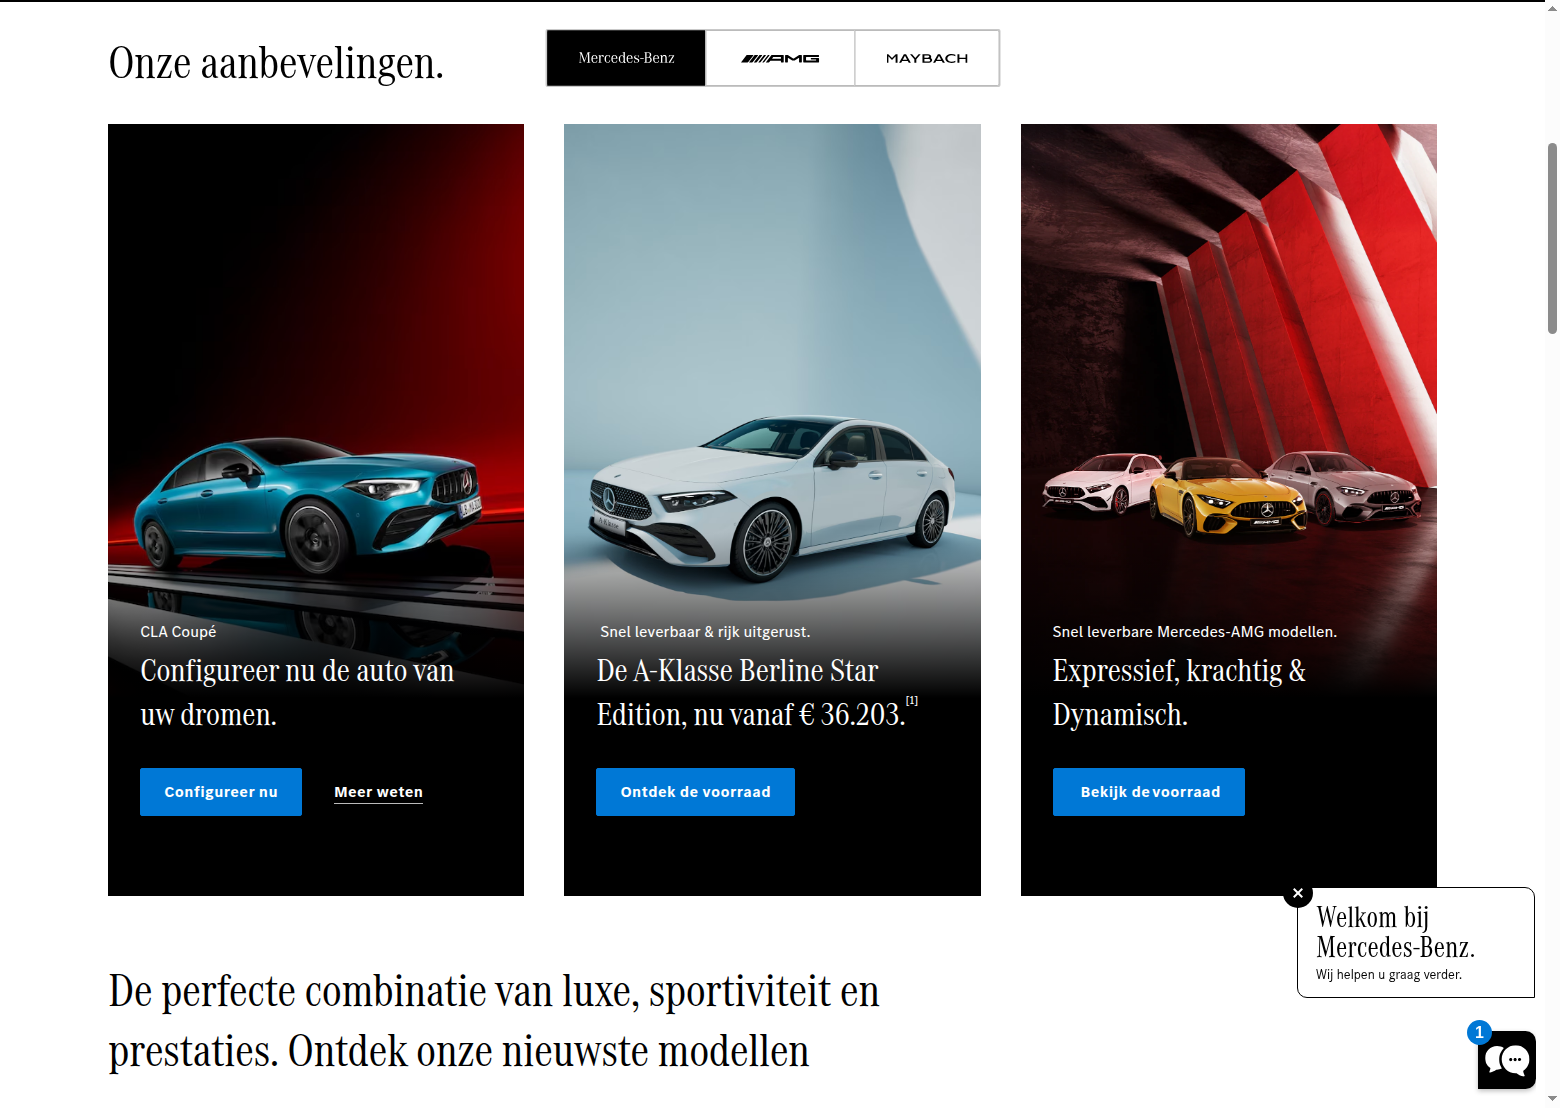 Onze aanbevelingen.
Mercedes-Benz
AMG
MAYBACH
CLA Coupé
Configureer nu de auto van
uw dromen.
Configureer nu
Meer weten
A-Klasse
Snel leverbaar & rijk uitgerust.
De A-Klasse Berline Star
Edition, nu vanaf € 36.203.[1]
Ontdek de voorraad
AMG
Snel leverbare Mercedes-AMG modellen.
Expressief, krachtig &
Dynamisch.
Bekijk de voorraad
Welkom bij
Mercedes-Benz.
Wij helpen u graag verder.
1
De perfecte combinatie van luxe, sportiviteit en
prestaties. Ontdek onze nieuwste modellen